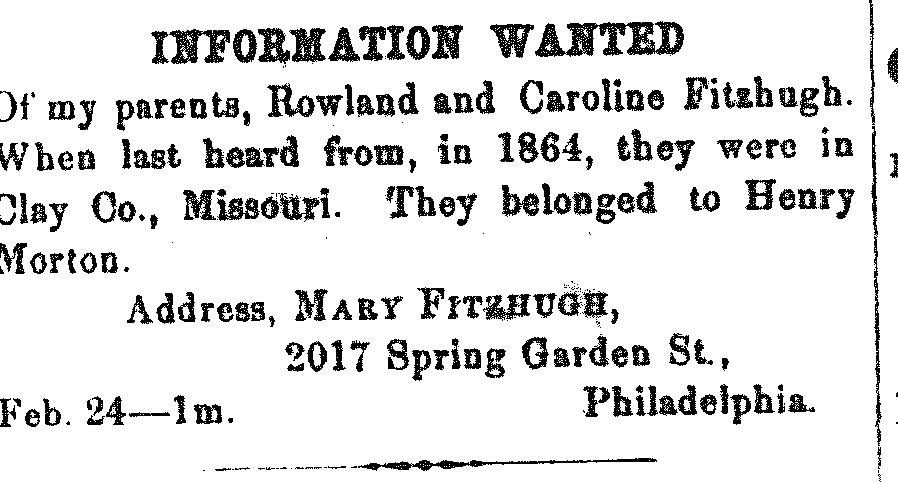 INFORMATION WANTED
Of my parents, Rowland and Caroline Fitzhugh.
When last heard from, in 1864, they were in
Clay Co., Missouri. They belonged to Henry
Morton.
Address, MARY FITZHUGH,
2017 Spring Garden St.,
Feb. 24—1m. Philadelphia.